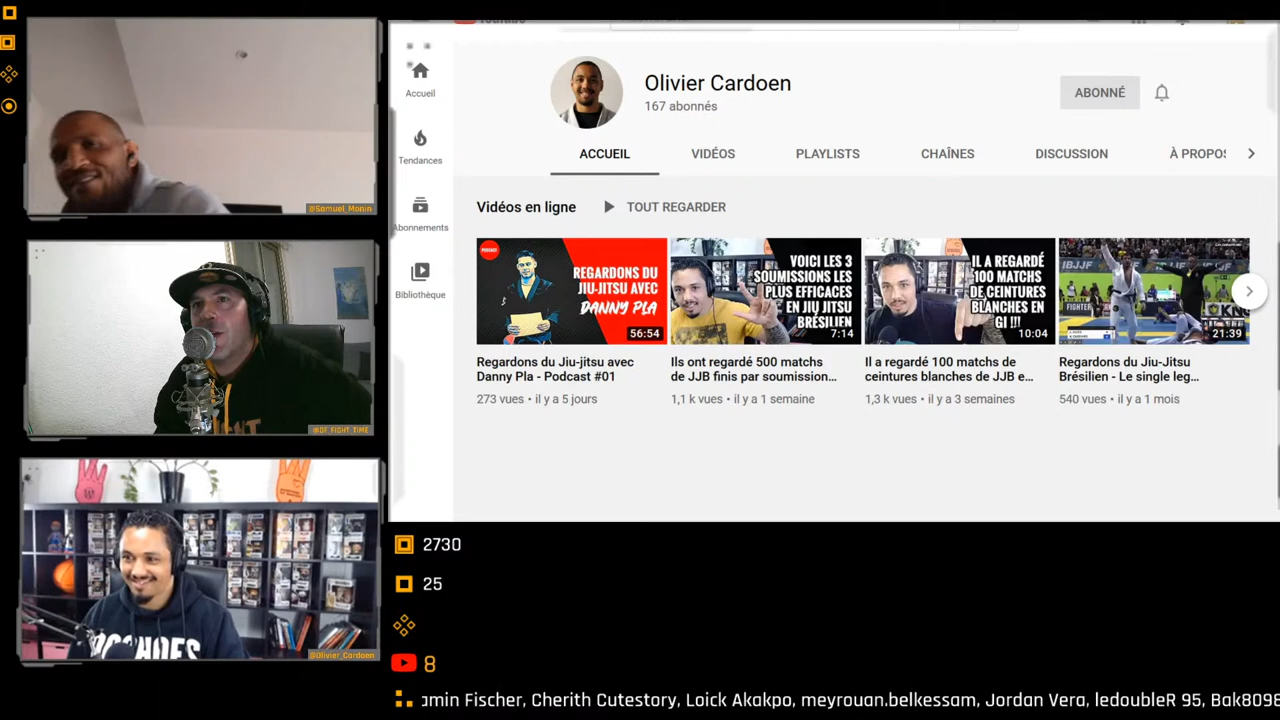 @Samuel_Monin
@DF_FIGHT_TIME
@Olivier_Cardoen
Accueil
Tendances
Abonnements
Bibliothèque
Olivier Cardoen
167 abonnés
ABONNÉ
ACCUEIL
VIDÉOS
PLAYLISTS
CHAÎNES
DISCUSSION
À PROPOS
Vidéos en ligne
TOUT REGARDER
REGARDONS DU
JIU-JITSU AVEC
DANNY PLA
56:54
VOICI LES 3
SOUMISSIONS LES
PLUS EFFICACES
EN JIU JITSU
BRÉSILIEN
7:14
IL A REGARDÉ
100 MATCHS
DE CEINTURES
BLANCHES EN
GI !!!
10:04
IBJJF
FIGHTER
21:39
Regardons du Jiu-jitsu avec
Danny Pla - Podcast #01
273 vues • il y a 5 jours
Ils ont regardé 500 matchs
de JJB finis par soumission...
1,1 k vues • il y a 1 semaine
Il a regardé 100 matchs de
ceintures blanches de JJB e...
1,3 k vues • il y a 3 semaines
Regardons du Jiu-Jitsu
Brésilien - Le single leg...
540 vues • il y a 1 mois
2730
25
8
amin Fischer, Cherith Cutestory, Loick Akakpo, meyrouan.belkessam, Jordan Vera, ledoubleR 95, Bak8098